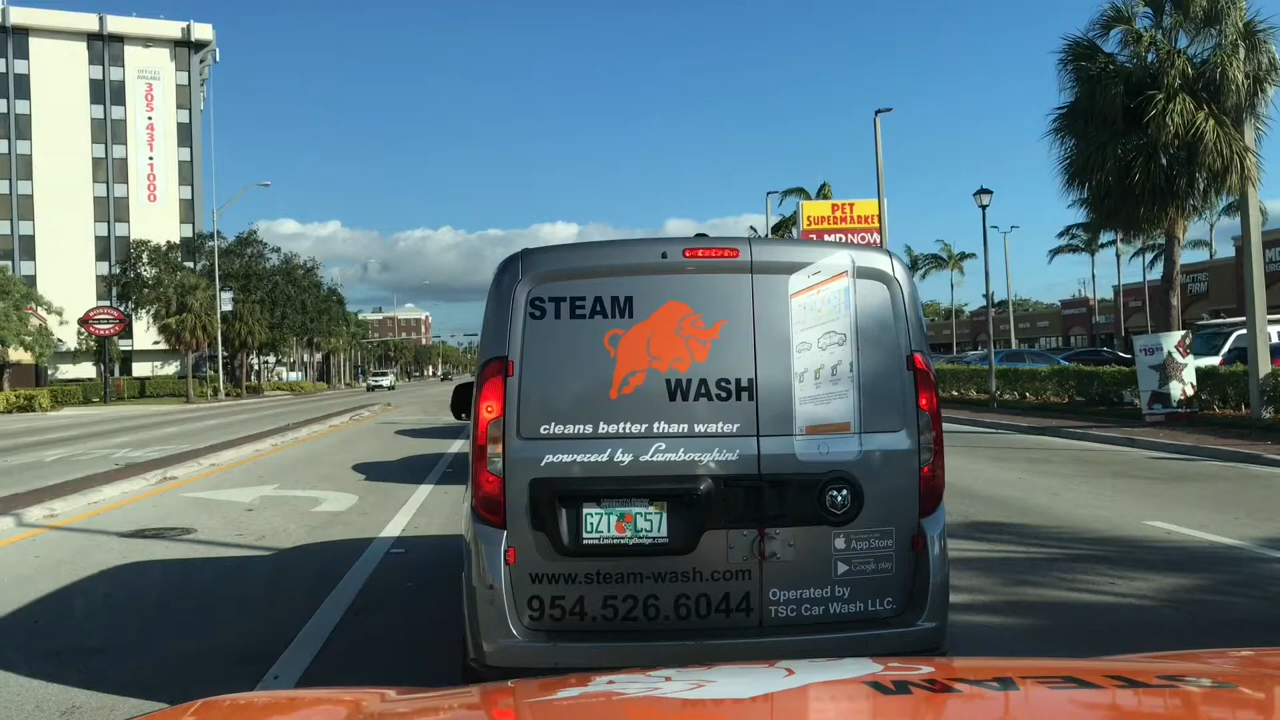 OFFICES
AVAILABLE
305•431•1000
BOSTON
MARKET
PET
SUPERMARKET
MD NOW
MATTRESS
FIRM
$19.99
STEAM
WASH
cleans better than water
powered by Lamborghini
University Dodge
GZT C57
www.UniversityDodge.com
App Store
Google play
www.steam-wash.com
954.526.6044
Operated by
TSC Car Wash LLC.
STEAM